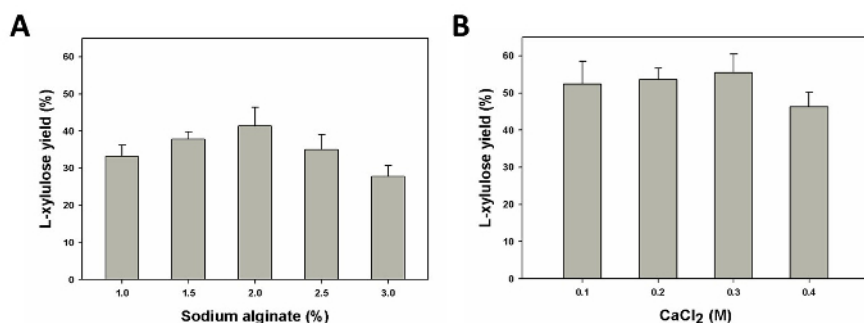 A
L-xylulose yield (%)
60
50
40
30
20
10
0
1.0 1.5 2.0 2.5 3.0
Sodium alginate (%)
B
L-xylulose yield (%)
60
50
40
30
20
10
0
0.1 0.2 0.3 0.4
CaCl₂ (M)